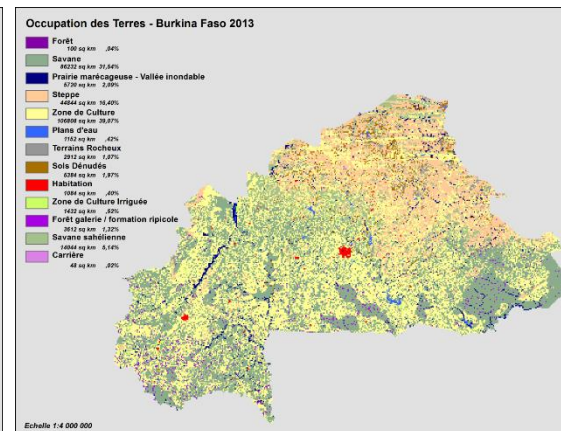 Occupation des Terres - Burkina Faso 2013
Forêt
100 sq km ,04%
Savane
86232 sq km 31,54%
Prairie marécageuse - Vallée inondable
5730 sq km 2,09%
Steppe
44844 sq km 16,40%
Zone de Culture
106808 sq km 39,07%
Plans d'eau
1152 sq km ,42%
Terrains Rocheux
2912 sq km 1,07%
Sols Dénudés
5384 sq km 1,97%
Habitation
1084 sq km ,40%
Zone de Culture Irriguée
1432 sq km ,52%
Forêt galerie / formation ripicole
3612 sq km 1,32%
Savane sahélienne
14044 sq km 5,14%
Carrière
48 sq km ,02%
Echelle 1:4 000 000